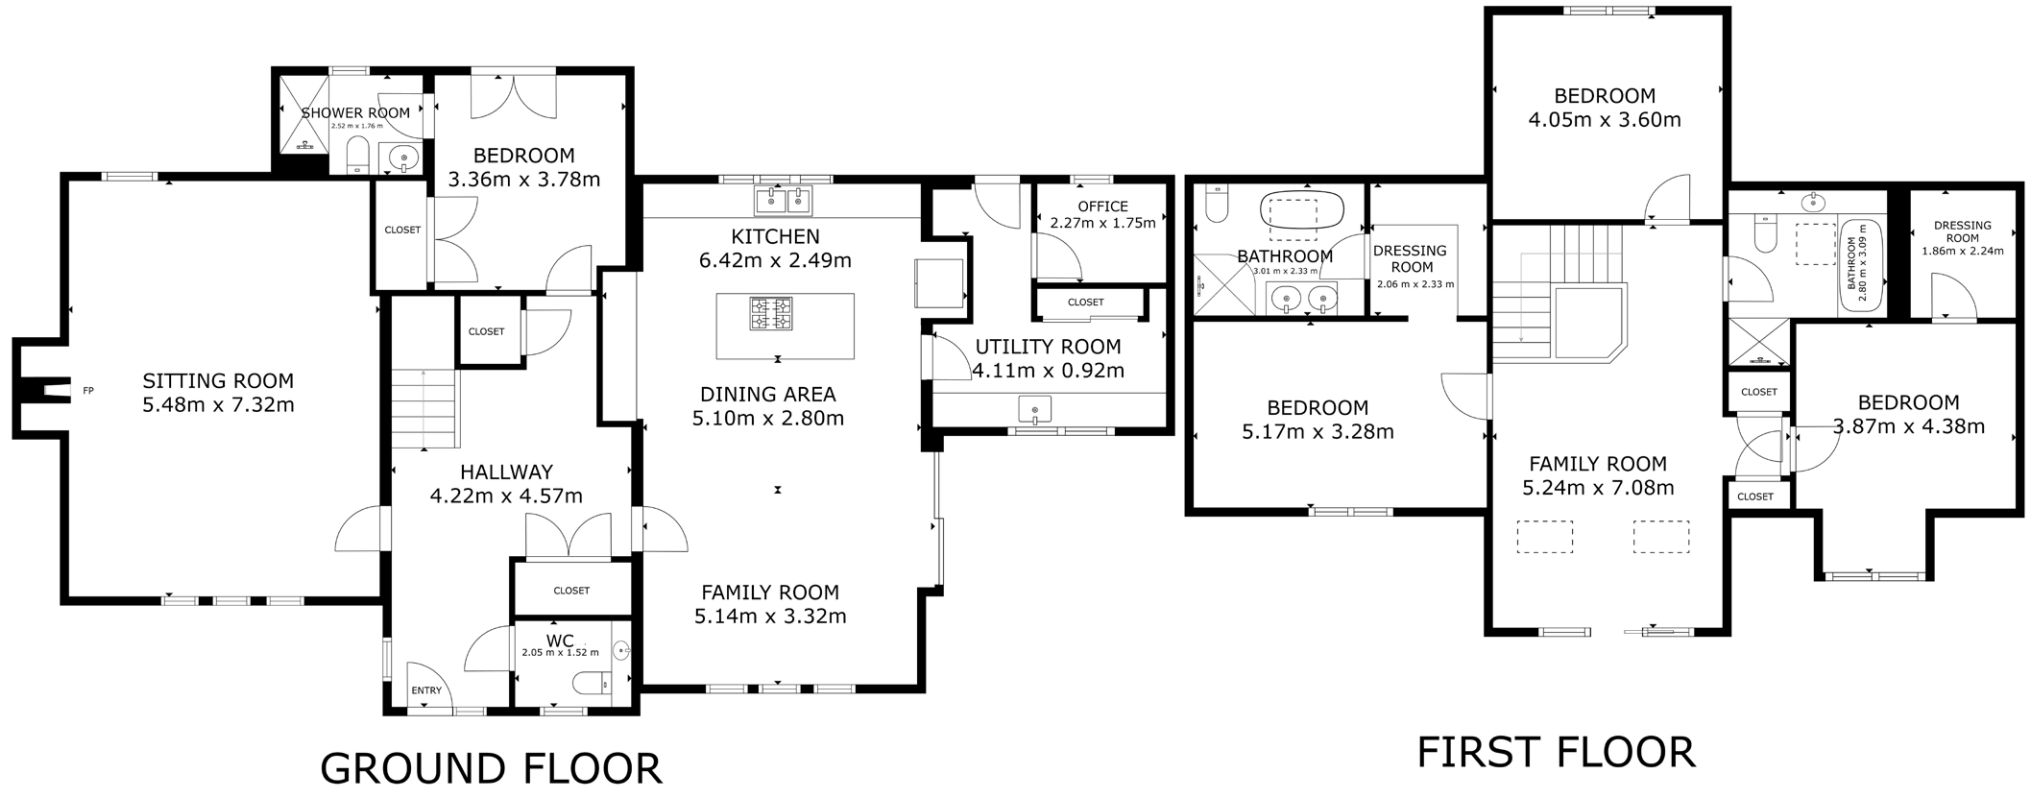 SHOWER ROOM
2.52 m x 1.76 m
BEDROOM
3.36m x 3.78m
CLOSET
SITTING ROOM
5.48m x 7.32m
FP
CLOSET
HALLWAY
4.22m x 4.57m
CLOSET
WC
2.05 m x 1.52 m
ENTRY
KITCHEN
6.42m x 2.49m
DINING AREA
5.10m x 2.80m
FAMILY ROOM
5.14m x 3.32m
OFFICE
2.27m x 1.75m
CLOSET
UTILITY ROOM
4.11m x 0.92m
GROUND FLOOR
BEDROOM
4.05m x 3.60m
BATHROOM
3.01 m x 2.33 m
DRESSING
ROOM
2.06 m x 2.33 m
BEDROOM
5.17m x 3.28m
FAMILY ROOM
5.24m x 7.08m
BATHROOM
2.80 m x 3.09 m
DRESSING
ROOM
1.86m x 2.24m
CLOSET
BEDROOM
3.87m x 4.38m
CLOSET
FIRST FLOOR